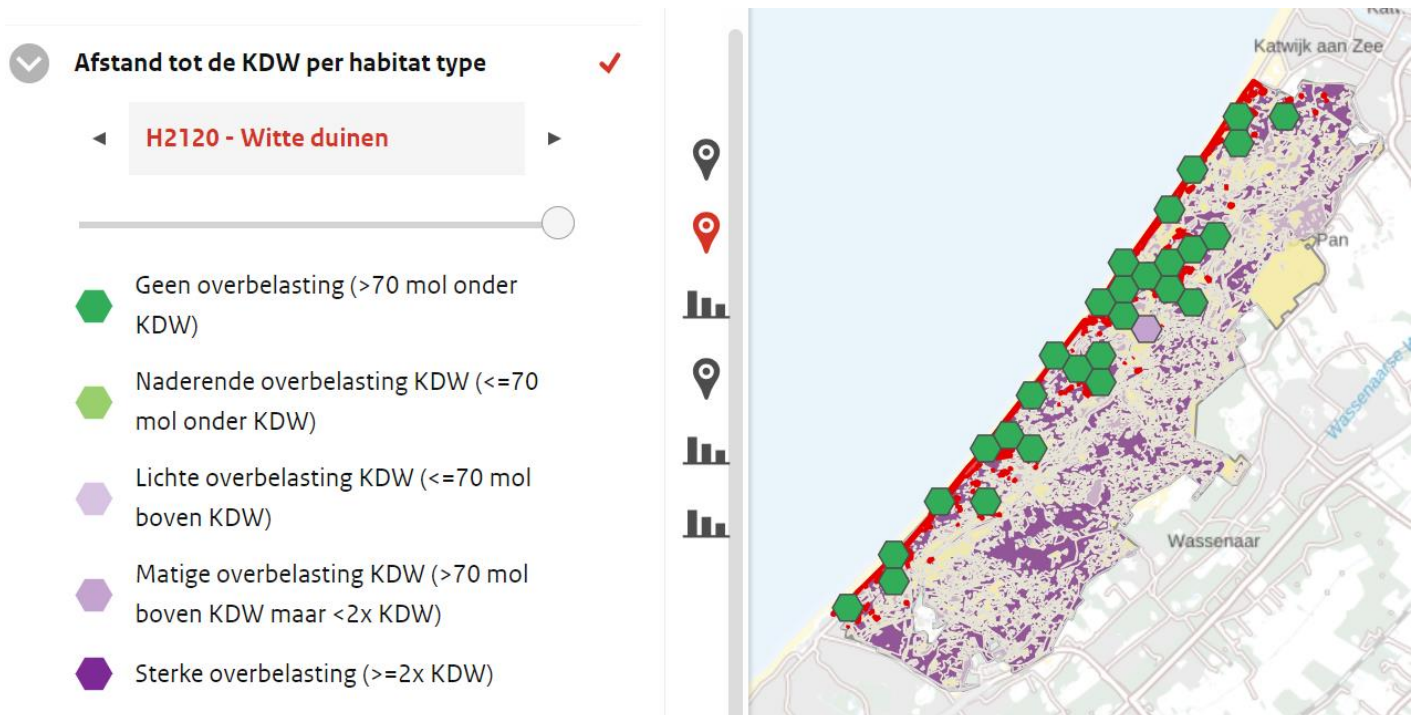 Afstand tot de KDW per habitat type
H2120 - Witte duinen
Geen overbelasting (>70 mol onder
KDW)
Naderende overbelasting KDW (<=70
mol onder KDW)
Lichte overbelasting KDW (<=70 mol
boven KDW)
Matige overbelasting KDW (>70 mol
boven KDW maar <2x KDW)
Sterke overbelasting (>=2x KDW)
Katwijk aan Zee
Pan
Wassenaar
Wassenaarse